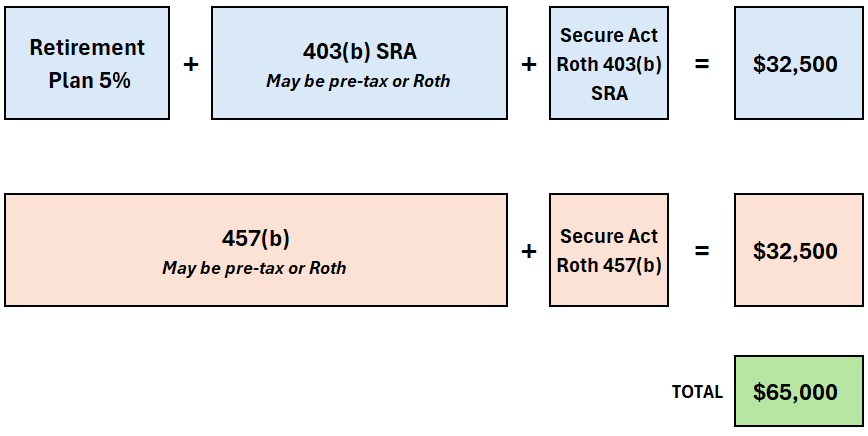 Retirement
Plan 5%
+
403(b) SRA
May be pre-tax or Roth
+
Secure Act
Roth 403(b)
SRA
=
$32,500
457(b)
May be pre-tax or Roth
+
Secure Act
Roth 457(b)
=
$32,500
TOTAL
$65,000